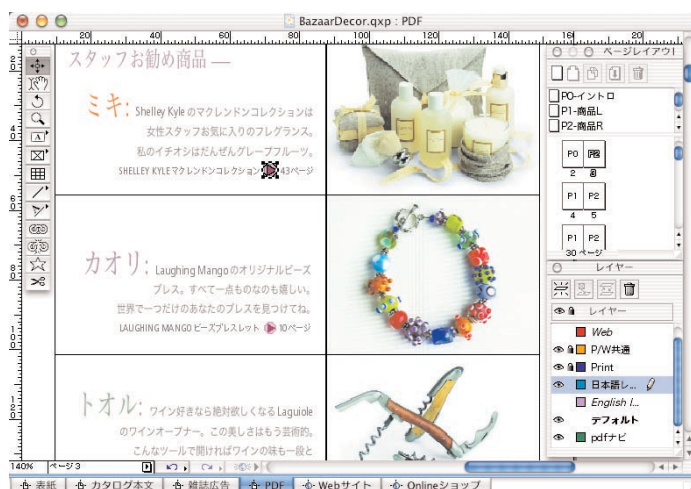 BazaarDecor.qxp : PDF
20 40 60 80 100 120 140 160 180 200
スタッフお勧め商品 —
ミキ: Shelley Kyle のマクレンドンコレクションは
女性スタッフお気に入りのフレグランス。
私のイチオシはだんぜんグレープフルーツ。
SHELLEY KYLE マクレンドンコレクション 43ページ
カオリ: Laughing Mango のオリジナルビーズ
ブレス。すべて一点ものなのも嬉しい。
世界で一つだけのあなたのブレスを見つけてね。
LAUGHING MANGO ビーズブレスレット 10ページ
トオル: ワイン好きなら絶対欲しくなる Laguiole
のワインオープナー。この美しさはもう芸術的。
こんなツールで開ければワインの味も一段と
ページレイアウト
P0-イントロ
P1-商品L
P2-商品R
P0
2
P1 P2
4 5
P1 P2
30 ページ
レイヤー
レイヤー
Web
P/W共通
Print
日本語レ...
English l...
デフォルト
pdfナビ
140% ページ3
表紙 カタログ本文 雑誌広告 PDF Webサイト Onlineショップ